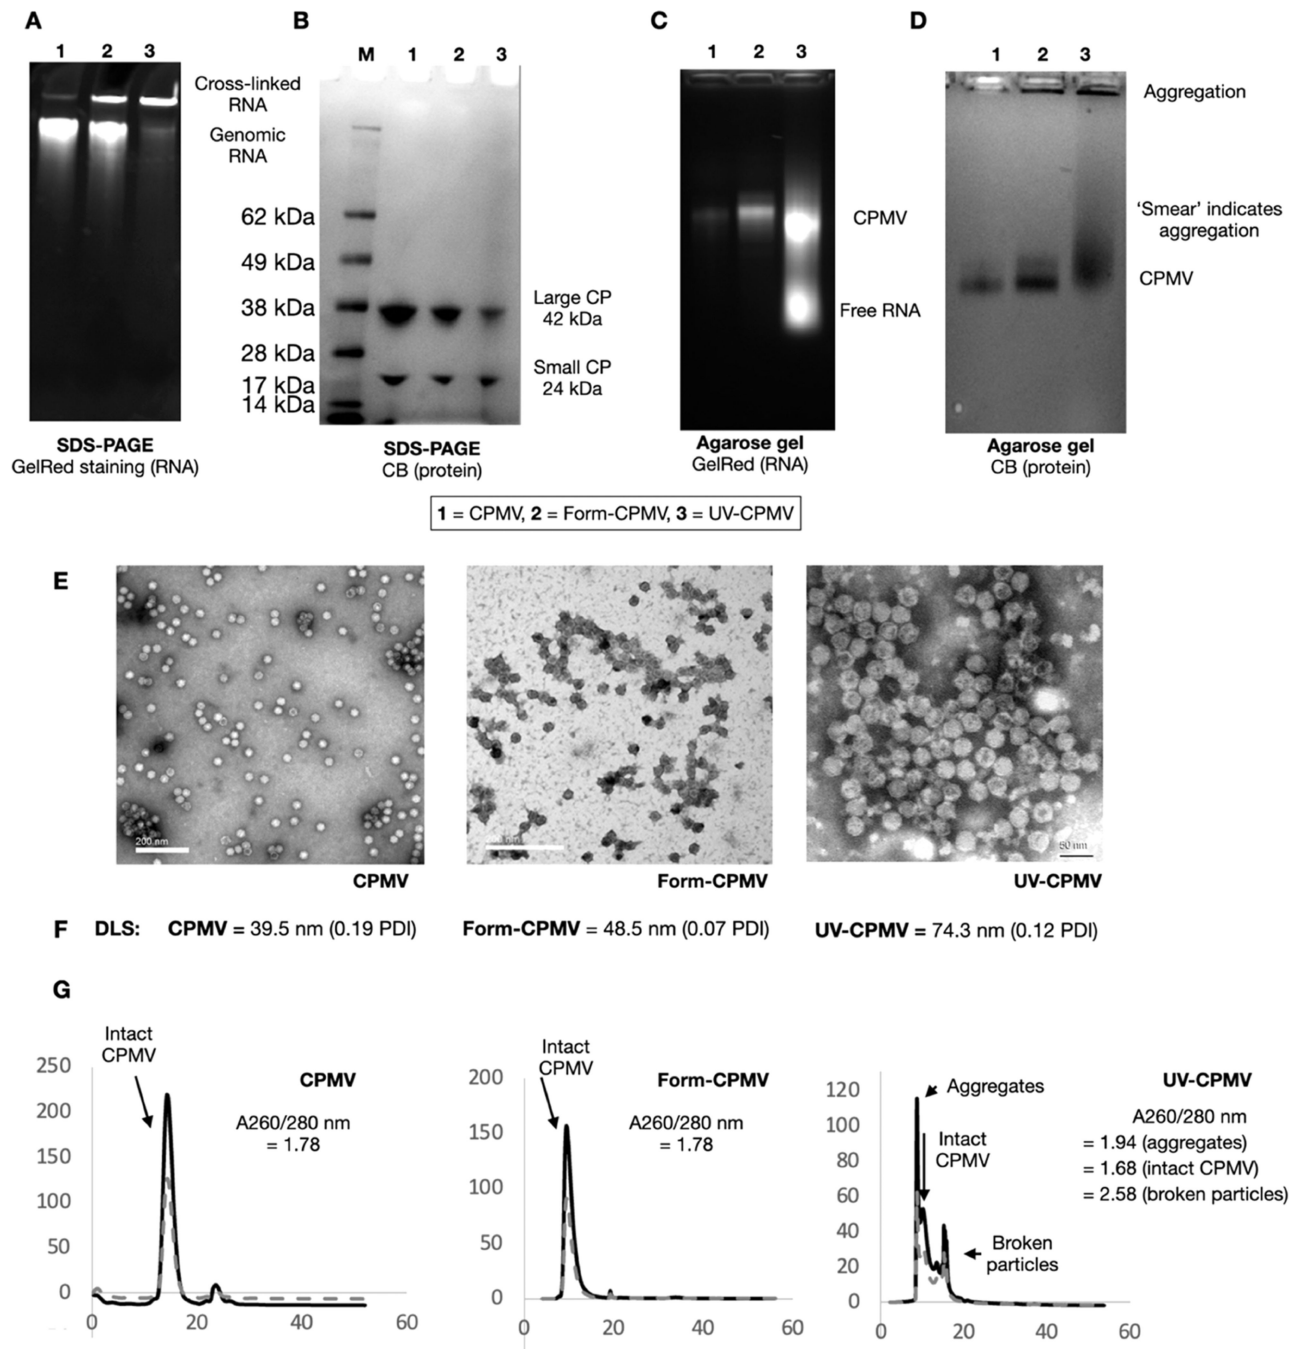 A
1 2 3
Cross-linked
RNA
Genomic
RNA
SDS-PAGE
GelRed staining (RNA)
B
M 1 2 3
62 kDa
49 kDa
38 kDa
28 kDa
17 kDa
14 kDa
Large CP
42 kDa
Small CP
24 kDa
SDS-PAGE
CB (protein)
C
1 2 3
CPMV
Free RNA
Agarose gel
GelRed (RNA)
D
1 2 3
Aggregation
‘Smear’ indicates
aggregation
CPMV
Agarose gel
CB (protein)
1 = CPMV, 2 = Form-CPMV, 3 = UV-CPMV
E
200 nm
50 nm
CPMV
Form-CPMV
UV-CPMV
F DLS: CPMV = 39.5 nm (0.19 PDI) Form-CPMV = 48.5 nm (0.07 PDI) UV-CPMV = 74.3 nm (0.12 PDI)
G
Intact
CPMV
CPMV
A260/280 nm
= 1.78
250
200
150
100
50
0
0 20 40 60
Intact
CPMV
Form-CPMV
A260/280 nm
= 1.78
200
150
100
50
0
0 20 40 60
Aggregates
Intact
CPMV
Broken
particles
UV-CPMV
A260/280 nm
= 1.94 (aggregates)
= 1.68 (intact CPMV)
= 2.58 (broken particles)
120
100
80
60
40
20
0
0 20 40 60